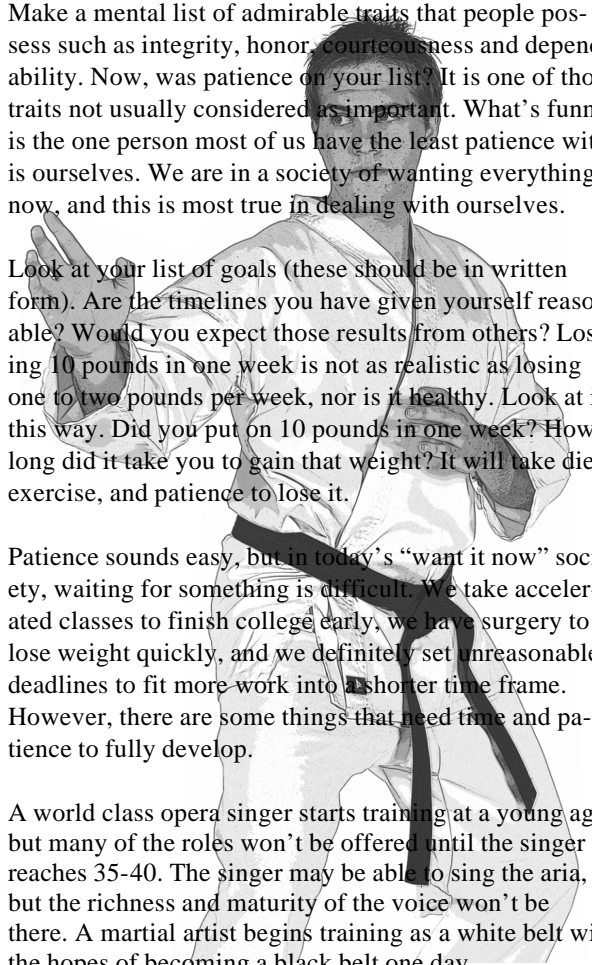 Make a mental list of admirable traits that people pos-
sess such as integrity, honor, courteousness and depend
ability. Now, was patience on your list? It is one of tho
traits not usually considered as important. What's funn
is the one person most of us have the least patience wit
is ourselves. We are in a society of wanting everything
now, and this is most true in dealing with ourselves.
Look at your list of goals (these should be in written
form). Are the timelines you have given yourself reaso
able? Would you expect those results from others? Los
ing 10 pounds in one week is not as realistic as losing
one to two pounds per week, nor is it healthy. Look at i
this way. Did you put on 10 pounds in one week? How
long did it take you to gain that weight? It will take die
exercise, and patience to lose it.
Patience sounds easy, but in today's “want it now” soci
ety, waiting for something is difficult. We take acceler-
ated classes to finish college early, we have surgery to
lose weight quickly, and we definitely set unreasonable
deadlines to fit more work into a shorter time frame.
However, there are some things that need time and pa-
tience to fully develop.
A world class opera singer starts training at a young ag
but many of the roles won't be offered until the singer
reaches 35-40. The singer may be able to sing the aria,
but the richness and maturity of the voice won't be
there. A martial artist begins training as a white belt wi
the hopes of becoming a black belt one day